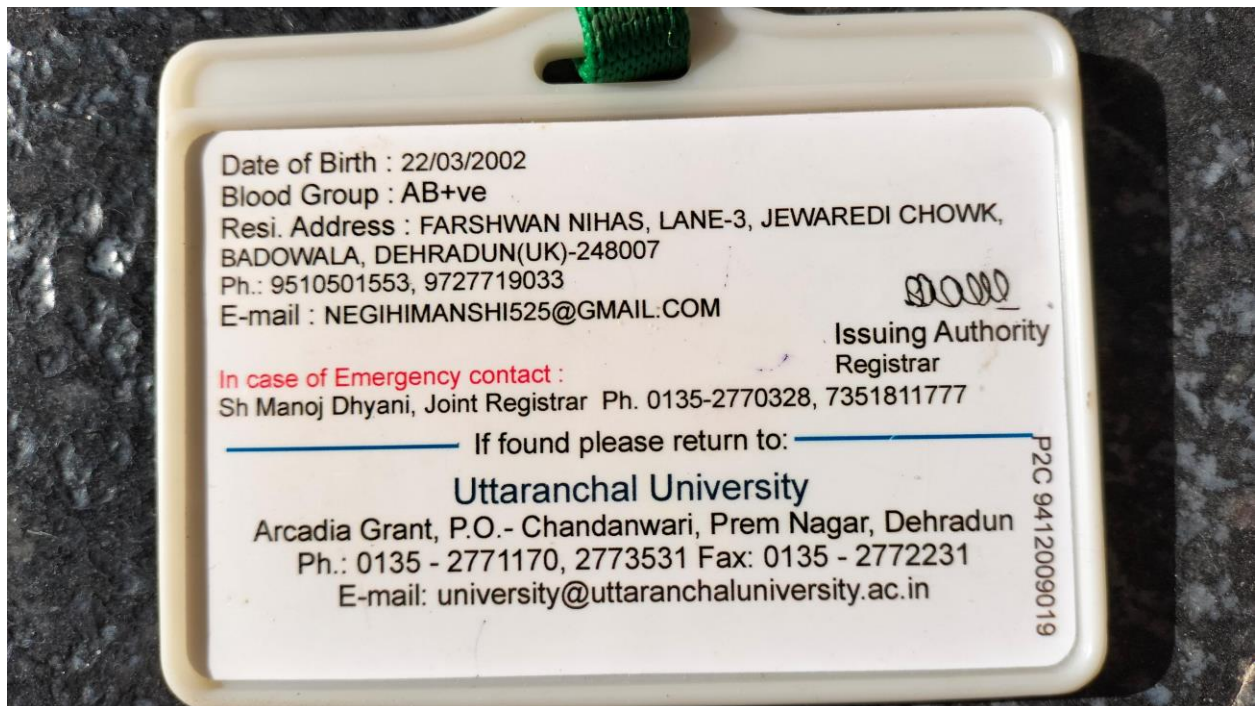 Date of Birth : 22/03/2002
Blood Group : AB+ve
Resi. Address : FARSHWAN NIHAS, LANE-3, JEWAREDI CHOWK,
BADOWALA, DEHRADUN(UK)-248007
Ph.: 9510501553, 9727719033
E-mail : NEGIHIMANSHI525@GMAIL.COM
Issuing Authority
Registrar
In case of Emergency contact :
Sh Manoj Dhyani, Joint Registrar Ph. 0135-2770328, 7351811777
If found please return to:
Uttaranchal University
Arcadia Grant, P.O.- Chandanwari, Prem Nagar, Dehradun
Ph.: 0135 - 2771170, 2773531 Fax: 0135 - 2772231
E-mail: university@uttaranchaluniversity.ac.in
P2C 9412009019